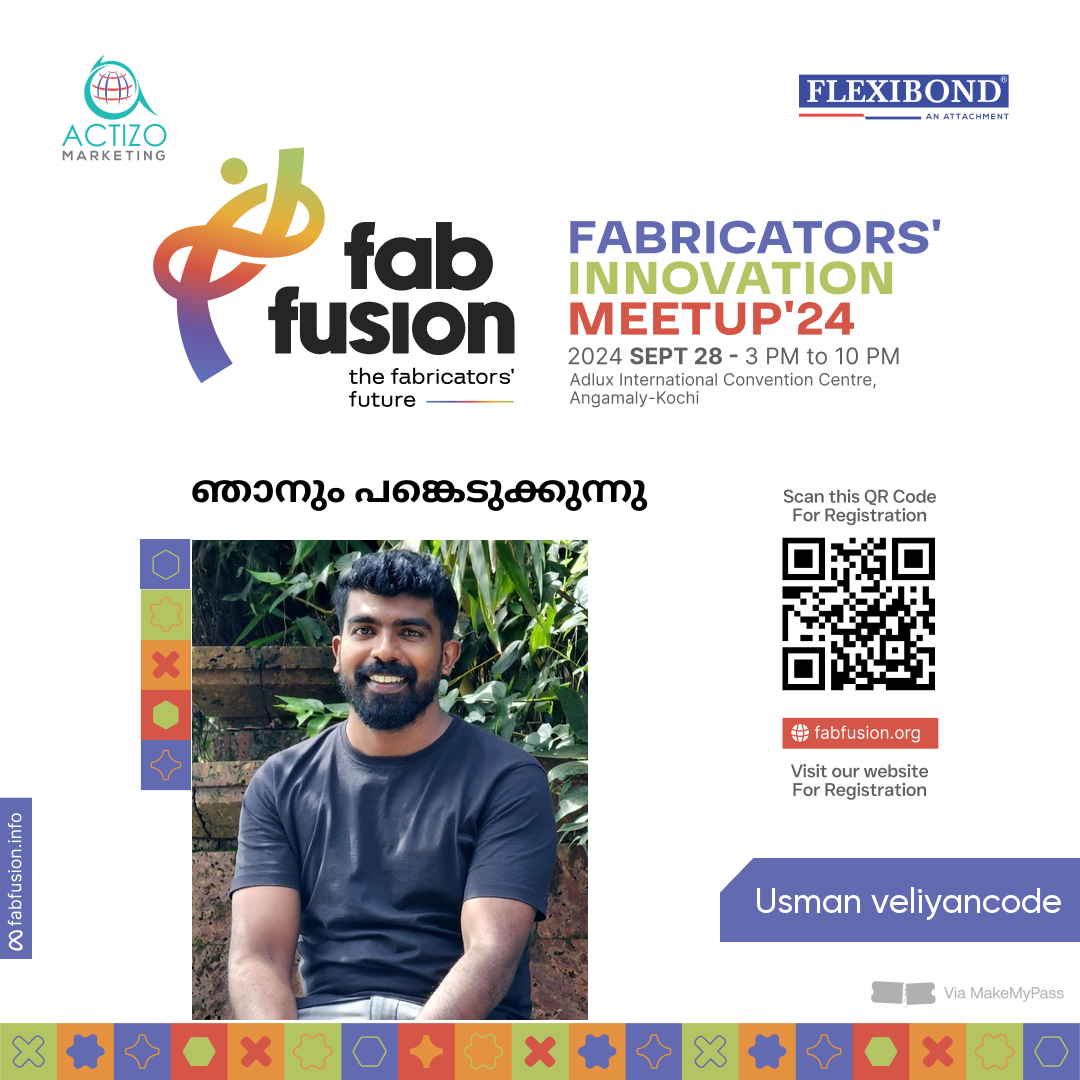 ACTIZO
MARKETING
FLEXIBOND®
AN ATTACHMENT
fab
fusion
the fabricators'
future
FABRICATORS'
INNOVATION
MEETUP'24
2024 SEPT 28 - 3 PM to 10 PM
Adlux International Convention Centre,
Angamaly-Kochi
ഞാനും പങ്കെടുക്കുന്നു
Scan this QR Code
For Registration
fabfusion.org
Visit our website
For Registration
fabfusion.info
Usman veliyancode
Via MakeMyPass